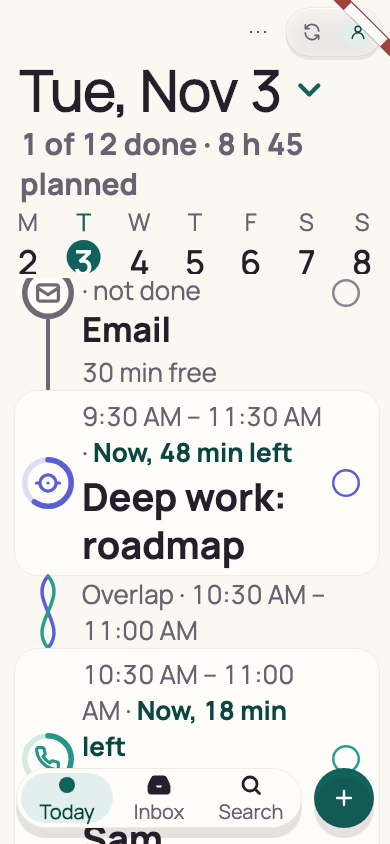 Tue, Nov 3
1 of 12 done · 8 h 45
planned
M T W T F S S
2 3 4 5 6 7 8
· not done
Email
30 min free
9:30 AM – 11:30 AM
· Now, 48 min left
Deep work:
roadmap
Overlap · 10:30 AM –
11:00 AM
10:30 AM – 11:00
AM · Now, 18 min
left
Sam
Today Inbox Search